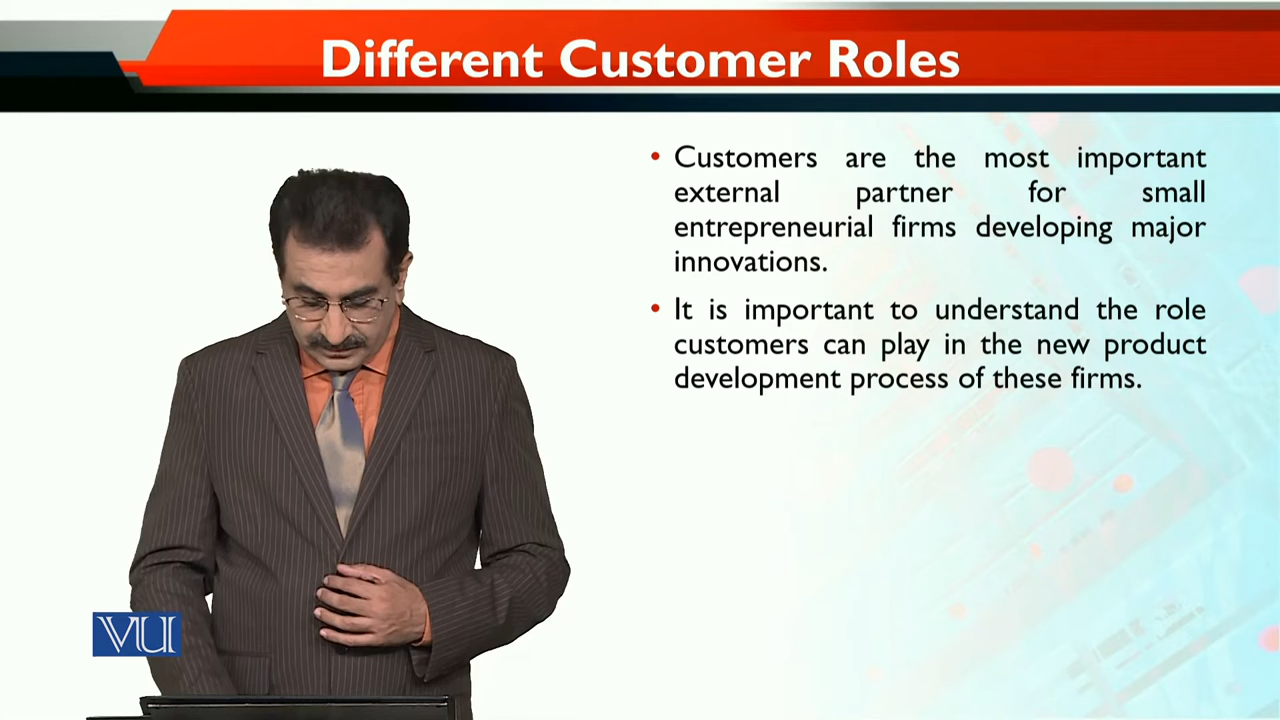 Different Customer Roles
• Customers are the most important
external partner for small
entrepreneurial firms developing major
innovations.
• It is important to understand the role
customers can play in the new product
development process of these firms.
VU